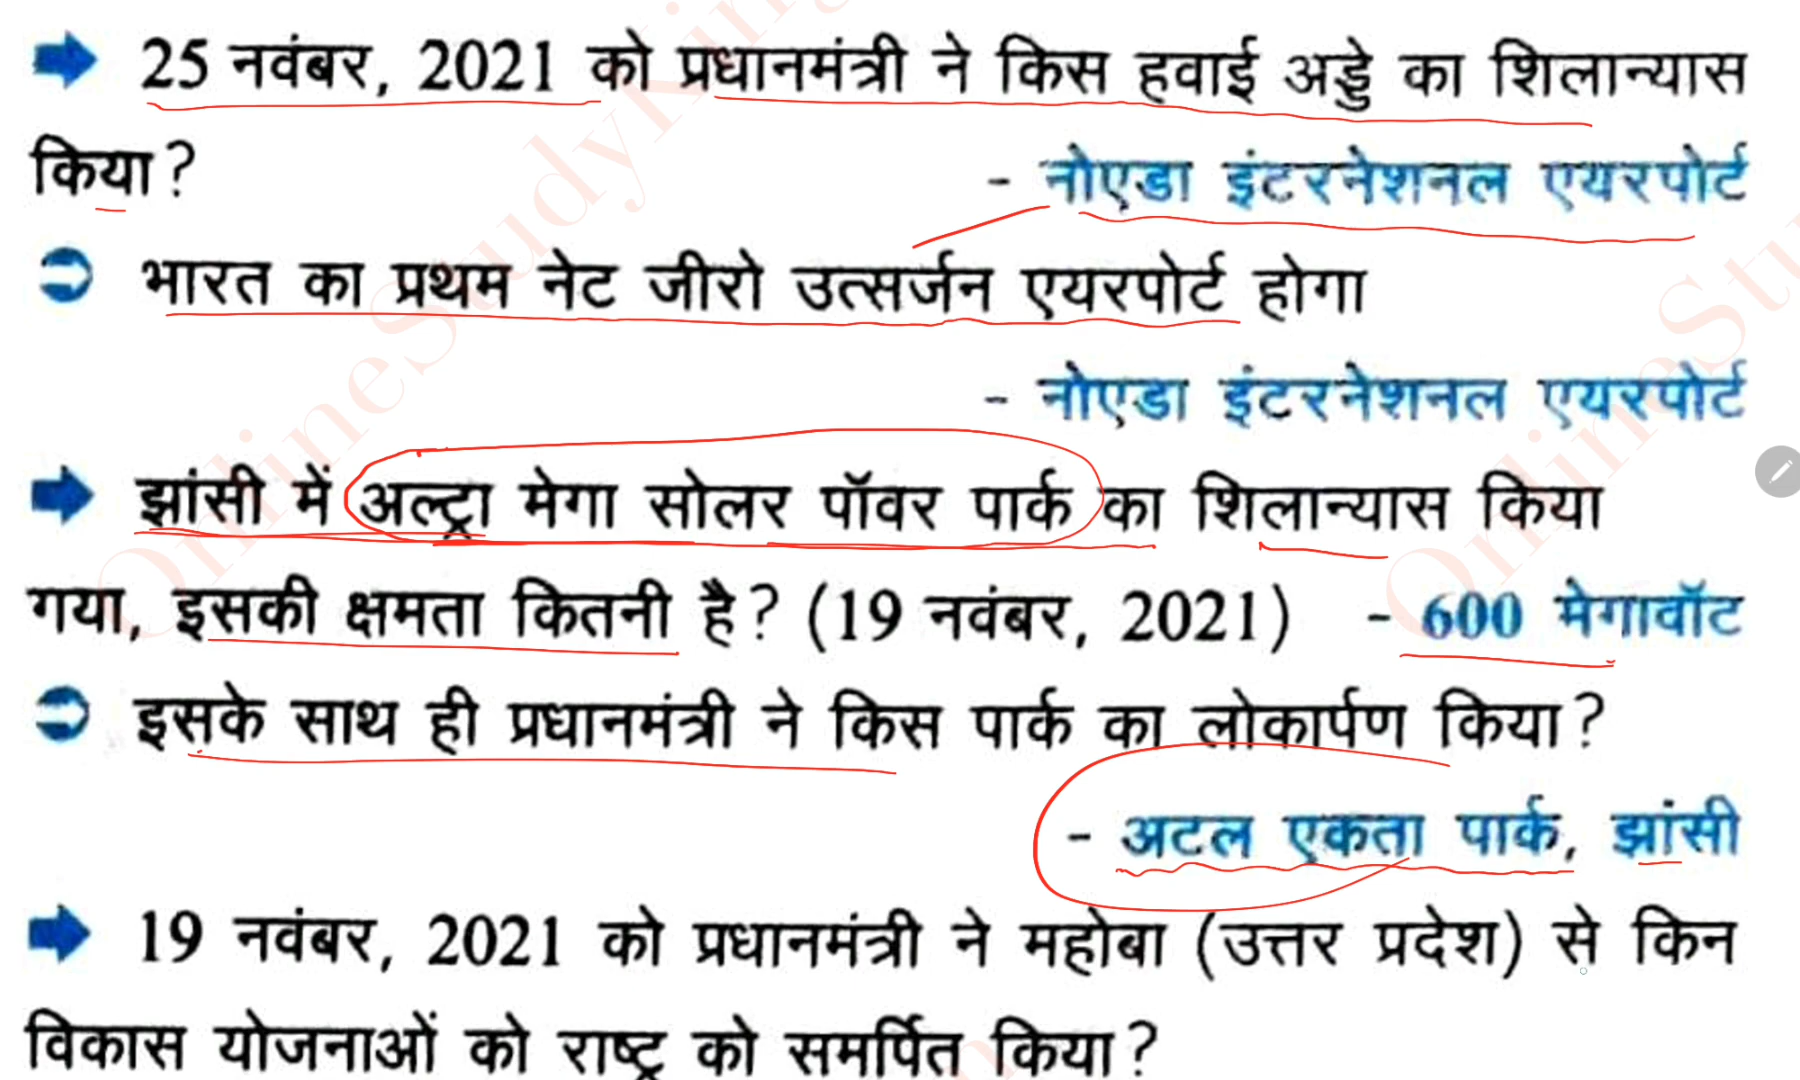 25 नवंबर, 2021 को प्रधानमंत्री ने किस हवाई अड्डे का शिलान्यास
किया? - नोएडा इंटरनेशनल एयरपोर्ट
भारत का प्रथम नेट जीरो उत्सर्जन एयरपोर्ट होगा
- नोएडा इंटरनेशनल एयरपोर्ट
झांसी में अल्ट्रा मेगा सोलर पॉवर पार्क का शिलान्यास किया
गया, इसकी क्षमता कितनी है? (19 नवंबर, 2021) - 600 मेगावॉट
इसके साथ ही प्रधानमंत्री ने किस पार्क का लोकार्पण किया?
- अटल एकता पार्क, झांसी
19 नवंबर, 2021 को प्रधानमंत्री ने महोबा (उत्तर प्रदेश) से किन
विकास योजनाओं को राष्ट्र को समर्पित किया?
OnlineStudyKing
OnlineStu